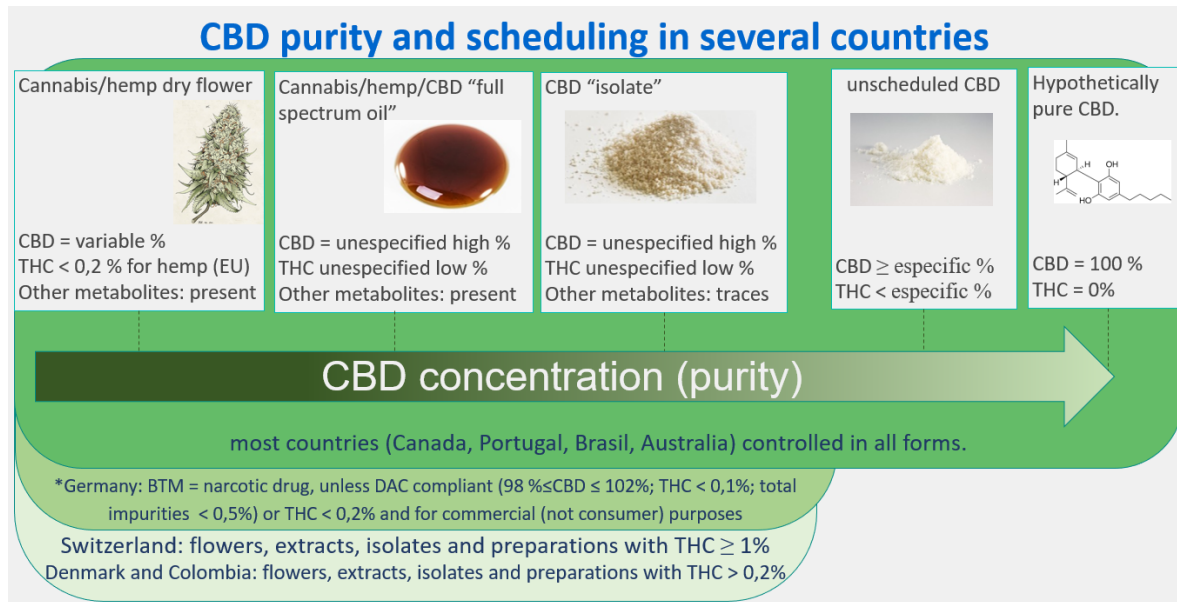 CBD purity and scheduling in several countries
Cannabis/hemp dry flower
CBD = variable %
THC < 0,2 % for hemp (EU)
Other metabolites: present
Cannabis/hemp/CBD “full
spectrum oil”
CBD = unespecified high %
THC unespecified low %
Other metabolites: present
CBD “isolate”
CBD = unespecified high %
THC unespecified low %
Other metabolites: traces
unscheduled CBD
CBD ≥ especific %
THC < especific %
Hypothetically
pure CBD.
H
OH
H
HO
CBD = 100 %
THC = 0%
CBD concentration (purity)
most countries (Canada, Portugal, Brasil, Australia) controlled in all forms.
*Germany: BTM = narcotic drug, unless DAC compliant (98 %≤CBD ≤ 102%; THC < 0,1%; total
impurities < 0,5%) or THC < 0,2% and for commercial (not consumer) purposes
Switzerland: flowers, extracts, isolates and preparations with THC ≥ 1%
Denmark and Colombia: flowers, extracts, isolates and preparations with THC > 0,2%